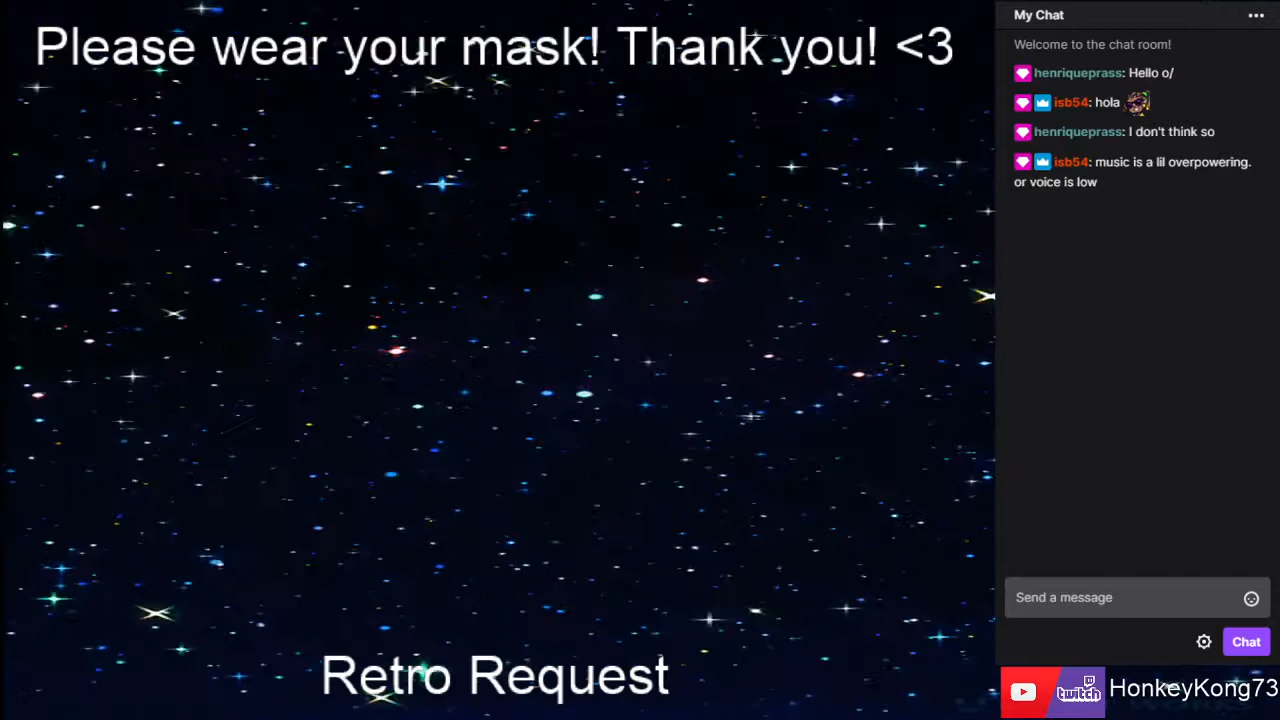 Please wear your mask! Thank you! <3
Retro Request
My Chat
Welcome to the chat room!
henriqueprass: Hello o/
isb54: hola
henriqueprass: I don't think so
isb54: music is a lil overpowering.
or voice is low
Send a message
Chat
twitch HonkeyKong73